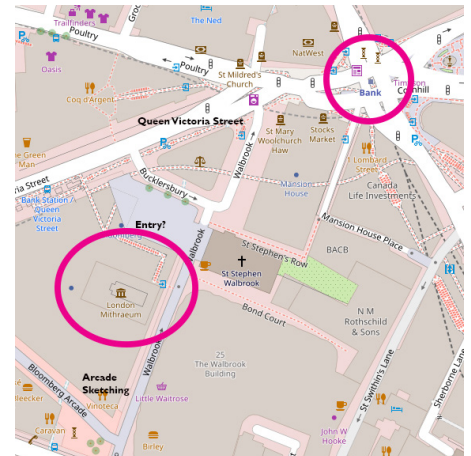 Trailfinders
The Ned
Poultry
NatWest
Oasis
St Mildred's
Church
Poultry
Coq d'Argent
Bank
Cornhill
Queen Victoria Street
The Green
Man
St Mary
Woolchurch
Haw
Stocks
Market
Lombard
Street
Walbrook
Bucklersbury
Mansion
House
Canada
Life Investments
Victoria Street
Bank Station
Queen
Victoria
Street
Entry?
Mansion House Place
Walbrook
St Stephen's Row
BACB
St Stephen
Walbrook
London
Mithraeum
Bond Court
N M
Rothschild
& Sons
Walbrook
25
The Walbrook
Building
St Swithin's Lane
Sherborne Lane
Arcade
Sketching
Bloomberg Arcade
Vinoteca
Little Waitrose
Caravan
Birley
John W
Hooke